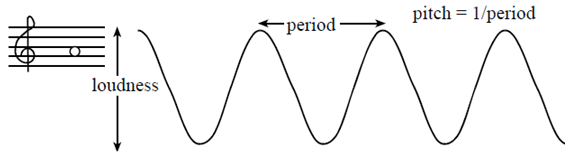 period
pitch = 1/period
loudness